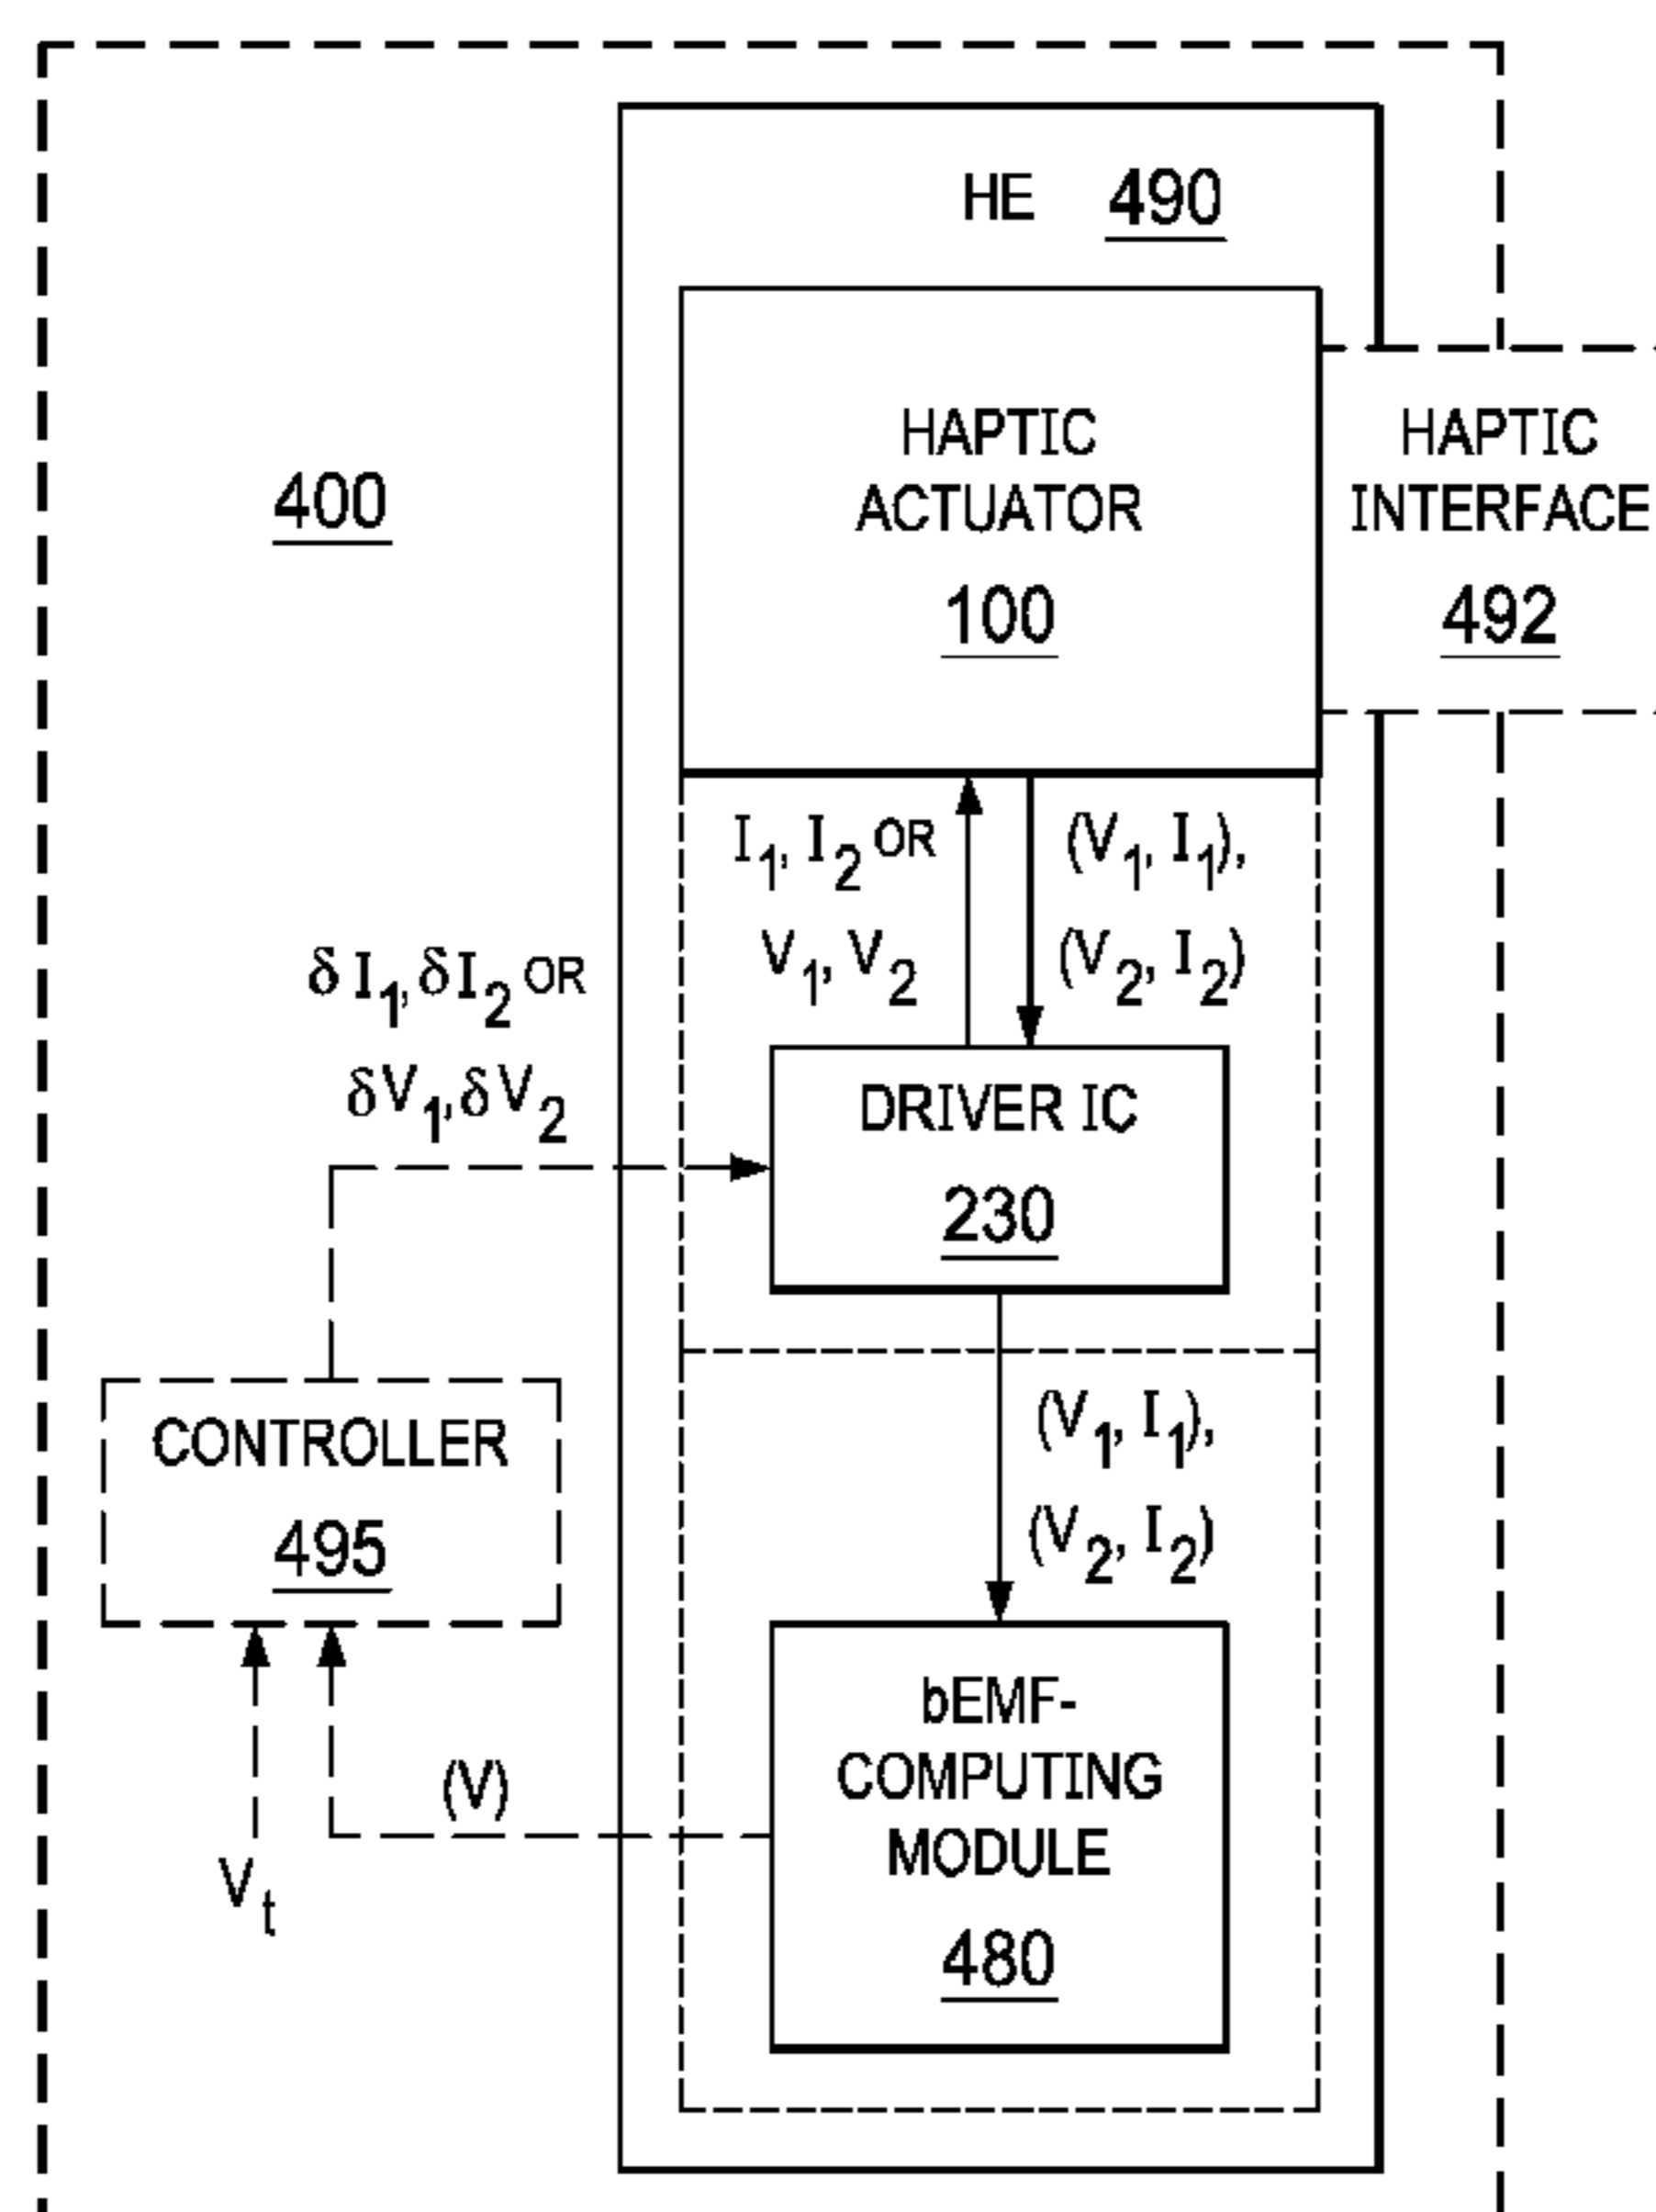 HE 490
HAPTIC
ACTUATOR
100
HAPTIC
INTERFACE
492
400
I₁, I₂ OR
V₁, V₂
(V₁, I₁),
(V₂, I₂)
δI₁, δI₂ OR
δV₁, δV₂
DRIVER IC
230
(V₁, I₁),
(V₂, I₂)
CONTROLLER
495
bEMF-
COMPUTING
MODULE
480
(V)
Vₜ